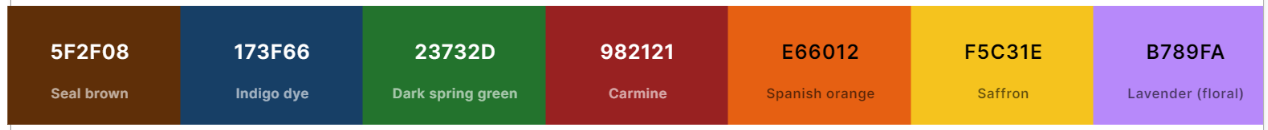 5F2F08 173F66 23732D 982121 E66012 F5C31E B789FA
Seal brown Indigo dye Dark spring green Carmine Spanish orange Saffron Lavender (floral)